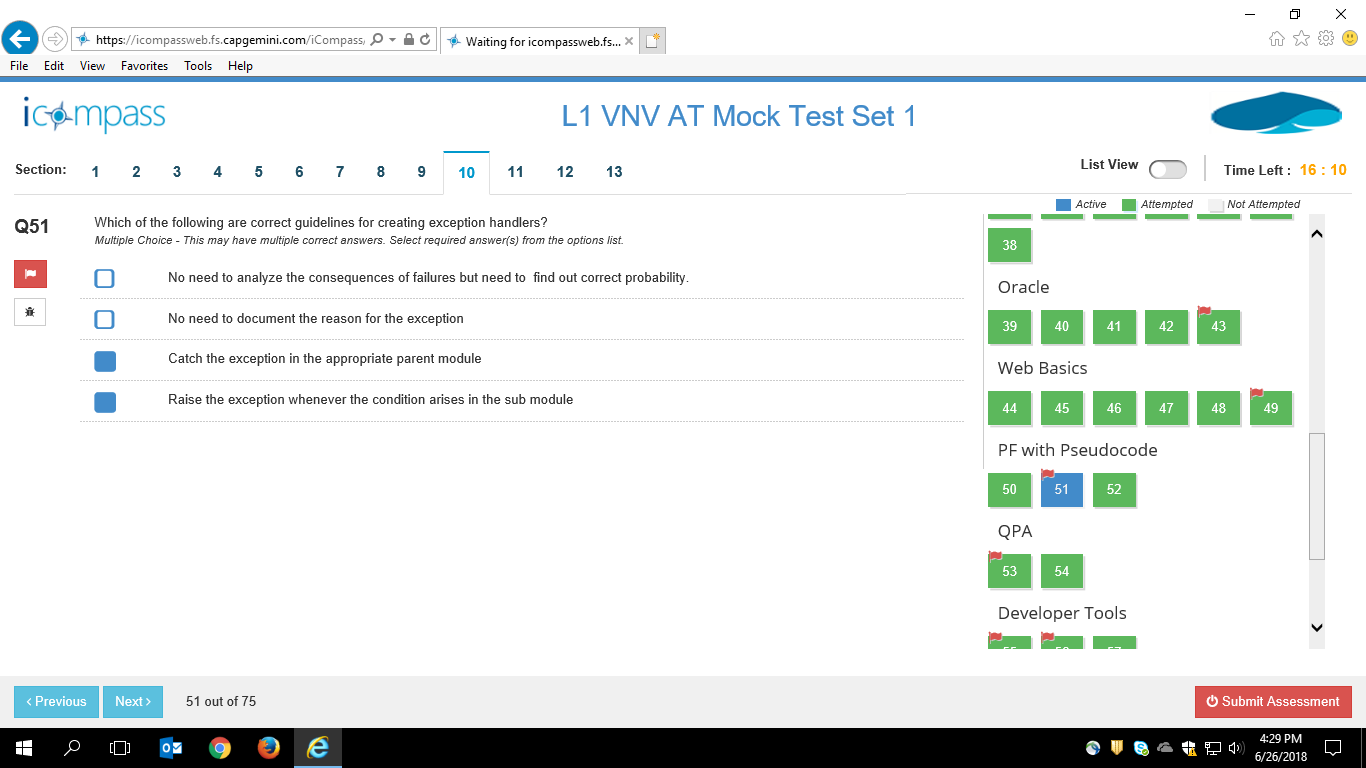 https://icompassweb.fs.capgemini.com/iCompass/
Waiting for icompassweb.fs...
File Edit View Favorites Tools Help
icompass
L1 VNV AT Mock Test Set 1
Section: 1 2 3 4 5 6 7 8 9 10 11 12 13
List View
Time Left : 16 : 10
Active Attempted Not Attempted
Q51
Which of the following are correct guidelines for creating exception handlers?
Multiple Choice - This may have multiple correct answers. Select required answer(s) from the options list.
No need to analyze the consequences of failures but need to find out correct probability.
No need to document the reason for the exception
Catch the exception in the appropriate parent module
Raise the exception whenever the condition arises in the sub module
38
Oracle
39 40 41 42 43
Web Basics
44 45 46 47 48 49
PF with Pseudocode
50 51 52
QPA
53 54
Developer Tools
55 56 57
< Previous Next > 51 out of 75
Submit Assessment
4:29 PM
6/26/2018